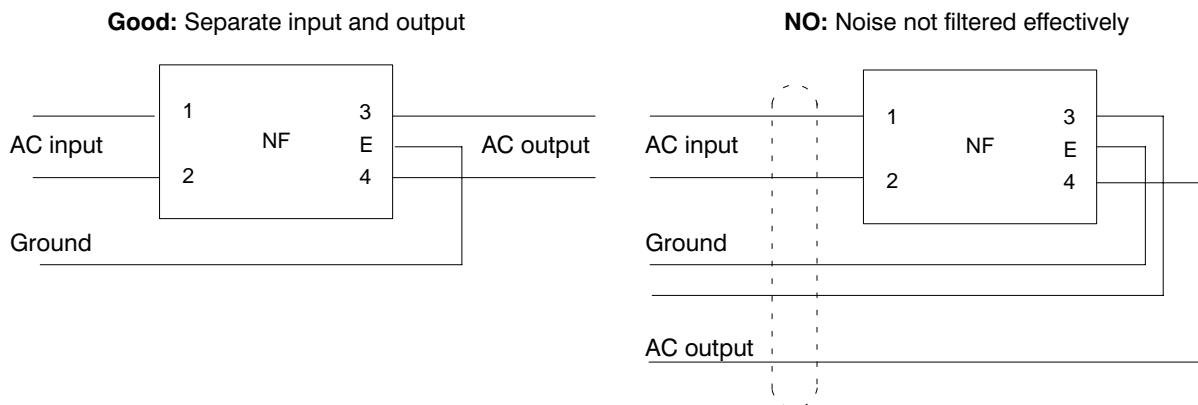 Good: Separate input and output
1
3
AC input
NF
E
AC output
2
4
Ground
NO: Noise not filtered effectively
1
3
AC input
NF
E
2
4
Ground
AC output